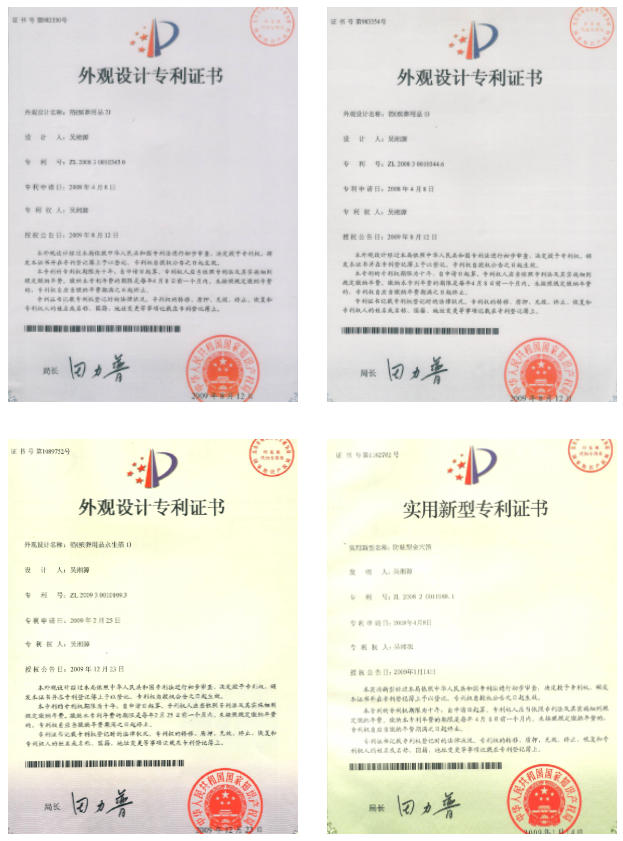 证 书 号 第983350号
外观设计专利证书
外观设计名称:
设 计 人:吴湘源
专 利 号:ZL 2008 3 0010343.0
专利申请日:2008年4月8日
专 利 权 人:吴湘源
授权公告日:2009年8月12日
本外观设计经过本局依照中华人民共和国专利法进行初步审查,决定授予专利权,颁
发本证书并在专利登记簿上予以登记。专利权自授权公告之日起生效。
本专利的专利权期限为十年,自申请日起算。专利权人应当依照专利法及其实施细则
规定缴纳年费。缴纳本专利年费的期限是每年4月8日前一个月内。未按照规定缴纳年费
的,专利权自应当缴纳年费期满之日起终止。
专利证书记载专利权登记时的法律状况。专利权的转移、质押、无效、终止、恢复和
专利权人的姓名或名称、国籍、地址变更等事项记载在专利登记簿上。
局长 田力普
中华人民共和国国家知识产权局
2009年8月12日
证 书 号 第983354号
外观设计专利证书
外观设计名称:
设 计 人:吴湘源
专 利 号:ZL 2008 3 0010344.6
专利申请日:2008年4月8日
专 利 权 人:吴湘源
授权公告日:2009年8月12日
本外观设计经过本局依照中华人民共和国专利法进行初步审查,决定授予专利权,颁
发本证书并在专利登记簿上予以登记。专利权自授权公告之日起生效。
本专利的专利权期限为十年,自申请日起算。专利权人应当依照专利法及其实施细则
规定缴纳年费。缴纳本专利年费的期限是每年4月8日前一个月内。未按照规定缴纳年费
的,专利权自应当缴纳年费期满之日起终止。
专利证书记载专利权登记时的法律状况。专利权的转移、质押、无效、终止、恢复和
专利权人的姓名或名称、国籍、地址变更等事项记载在专利登记簿上。
局长 田力普
中华人民共和国国家知识产权局
2009年8月12日
证 书 号 第1089752号
外观设计专利证书
外观设计名称:
设 计 人:吴湘源
专 利 号:ZL 2009 3 0010009.3
专利申请日:2009年2月25日
专 利 权 人:吴湘源
授权公告日:2009年12月23日
本外观设计经过本局依照中华人民共和国专利法进行初步审查,决定授予专利权,颁
发本证书并在专利登记簿上予以登记。专利权自授权公告之日起生效。
本专利的专利权期限为十年,自申请日起算。专利权人应当依照专利法及其实施细则
规定缴纳年费。缴纳本专利年费的期限是每年2月25日前一个月内。未按照规定缴纳年费
的,专利权自应当缴纳年费期满之日起终止。
专利证书记载专利权登记时的法律状况。专利权的转移、质押、无效、终止、恢复和
专利权人的姓名或名称、国籍、地址变更等事项记载在专利登记簿上。
局长 田力普
中华人民共和国国家知识产权局
2009年12月23日
证 书 号
实用新型专利证书
实用新型名称:
发 明 人:吴湘源
专 利 号:
专利申请日:2008年4月8日
专 利 权 人:吴湘源
授权公告日:2009年1月14日
本实用新型经过本局依照中华人民共和国专利法进行初步审查,决定授予专利权,颁
发本证书并在专利登记簿上予以登记。专利权自授权公告之日起生效。
本专利的专利权期限为十年,自申请日起算。专利权人应当依照专利法及其实施细则
规定缴纳年费。缴纳本专利年费的期限是每年4月8日前一个月内。未按照规定缴纳年费的,
专利权自应当缴纳年费期满之日起终止。
专利证书记载专利权登记时的法律状况。专利权的转移、质押、无效、终止、恢复和专
利权人的姓名或名称、国籍、地址变更等事项记载在专利登记簿上。
局长 田力普
中华人民共和国国家知识产权局
2009年1月14日